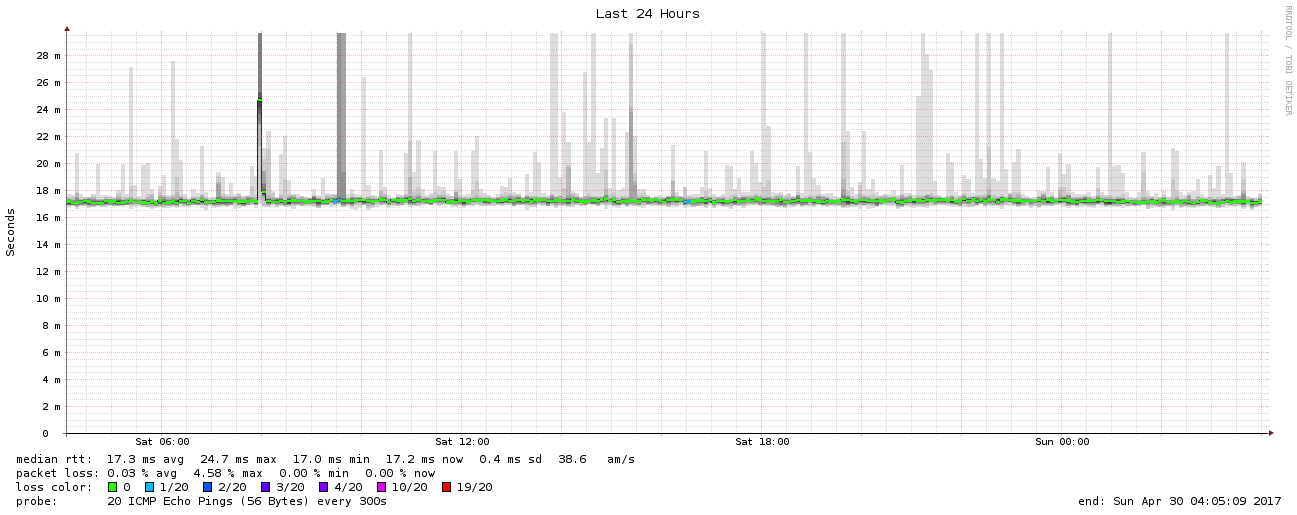 Last 24 Hours
RRDTOOL / TOBI OETIKER
Seconds
28 m
26 m
24 m
22 m
20 m
18 m
16 m
14 m
12 m
10 m
8 m
6 m
4 m
2 m
0
Sat 06:00 Sat 12:00 Sat 18:00 Sun 00:00
median rtt: 17.3 ms avg 24.7 ms max 17.0 ms min 17.2 ms now 0.4 ms sd 38.6 am/s
packet loss: 0.03 % avg 4.58 % max 0.00 % min 0.00 % now
loss color: 0 1/20 2/20 3/20 4/20 10/20 19/20
probe: 20 ICMP Echo Pings (56 Bytes) every 300s end: Sun Apr 30 04:05:09 2017